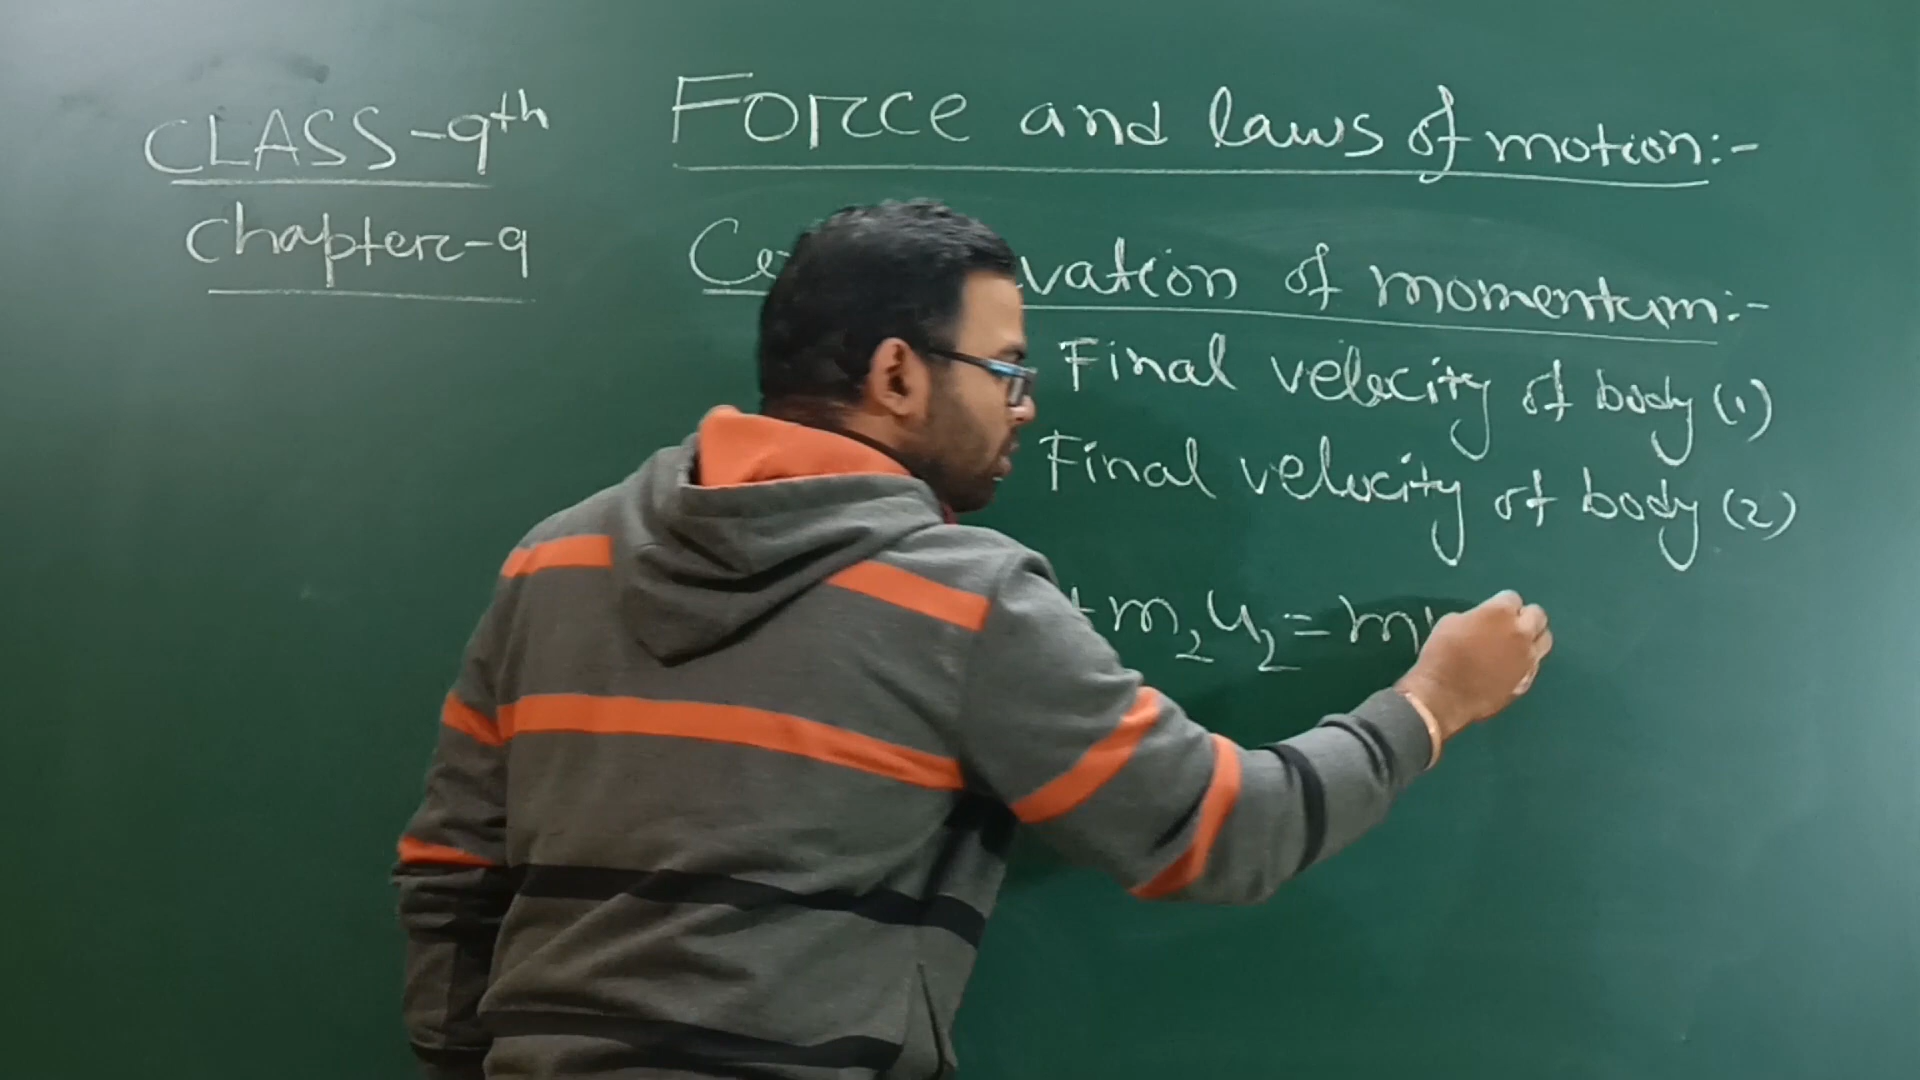 CLASS-9th
Chapter-9
Force and laws of motion:-
of momentum:-
Final velocity of body (1)
Final velocity of body (2)
+ m₂u₂ = m